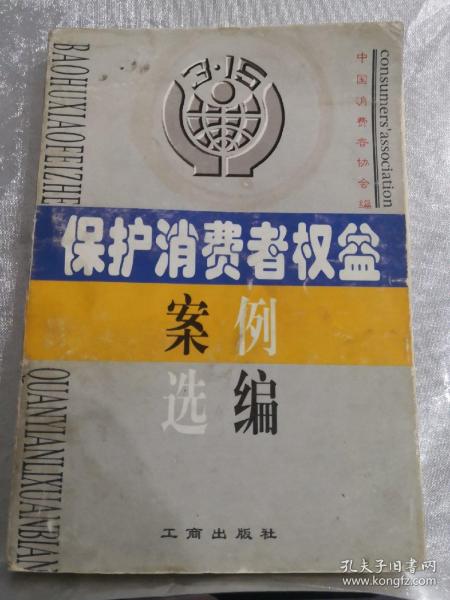 3·15
中国消费者协会编
consumers'association
BAOHUXIAOFEIZHE
保护消费者权益
案例
选编
QUANYIANLIXUANBIAN
工商出版社
孔夫子旧书网
www.kongfz.com